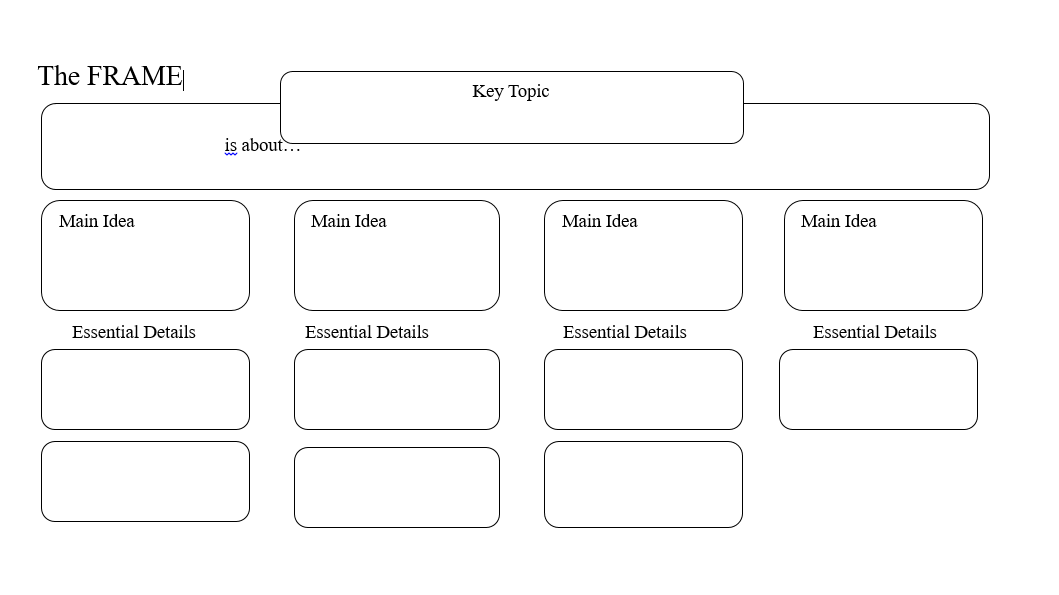 The FRAME
Key Topic
is about…
Main Idea Main Idea Main Idea Main Idea
Essential Details Essential Details Essential Details Essential Details